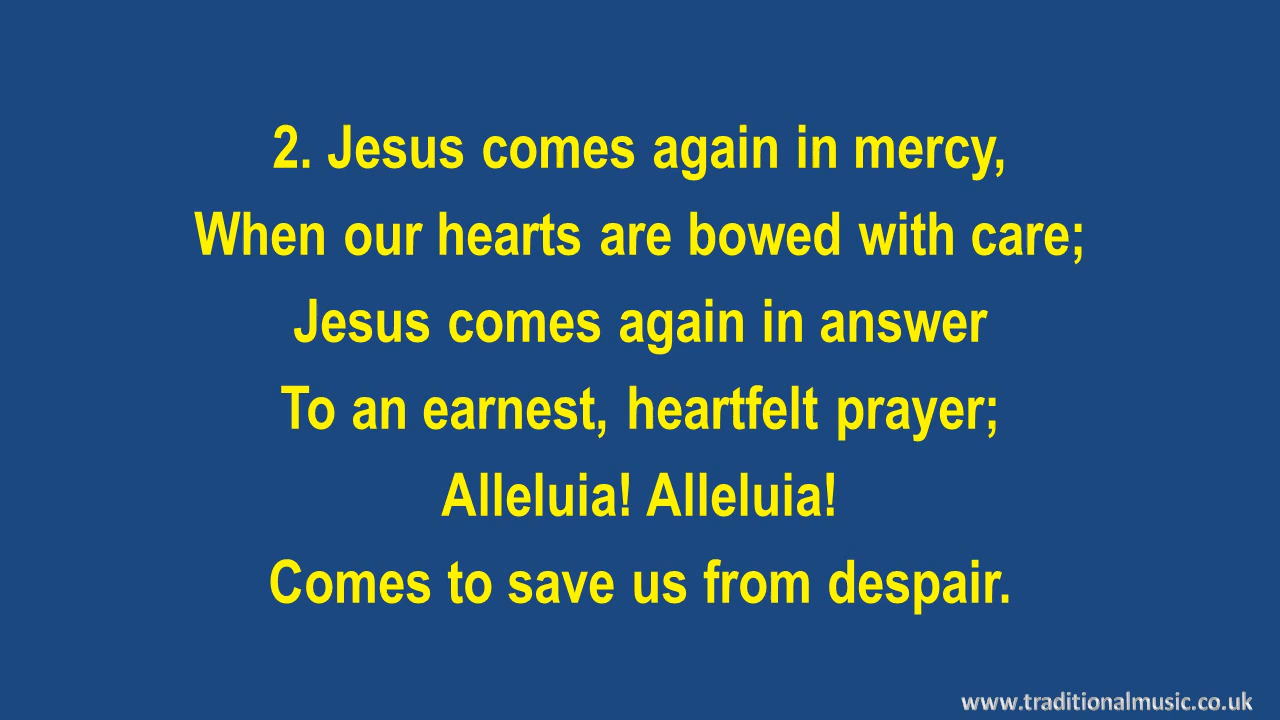 2. Jesus comes again in mercy,
When our hearts are bowed with care;
Jesus comes again in answer
To an earnest, heartfelt prayer;
Alleluia! Alleluia!
Comes to save us from despair.
www.traditionalmusic.co.uk